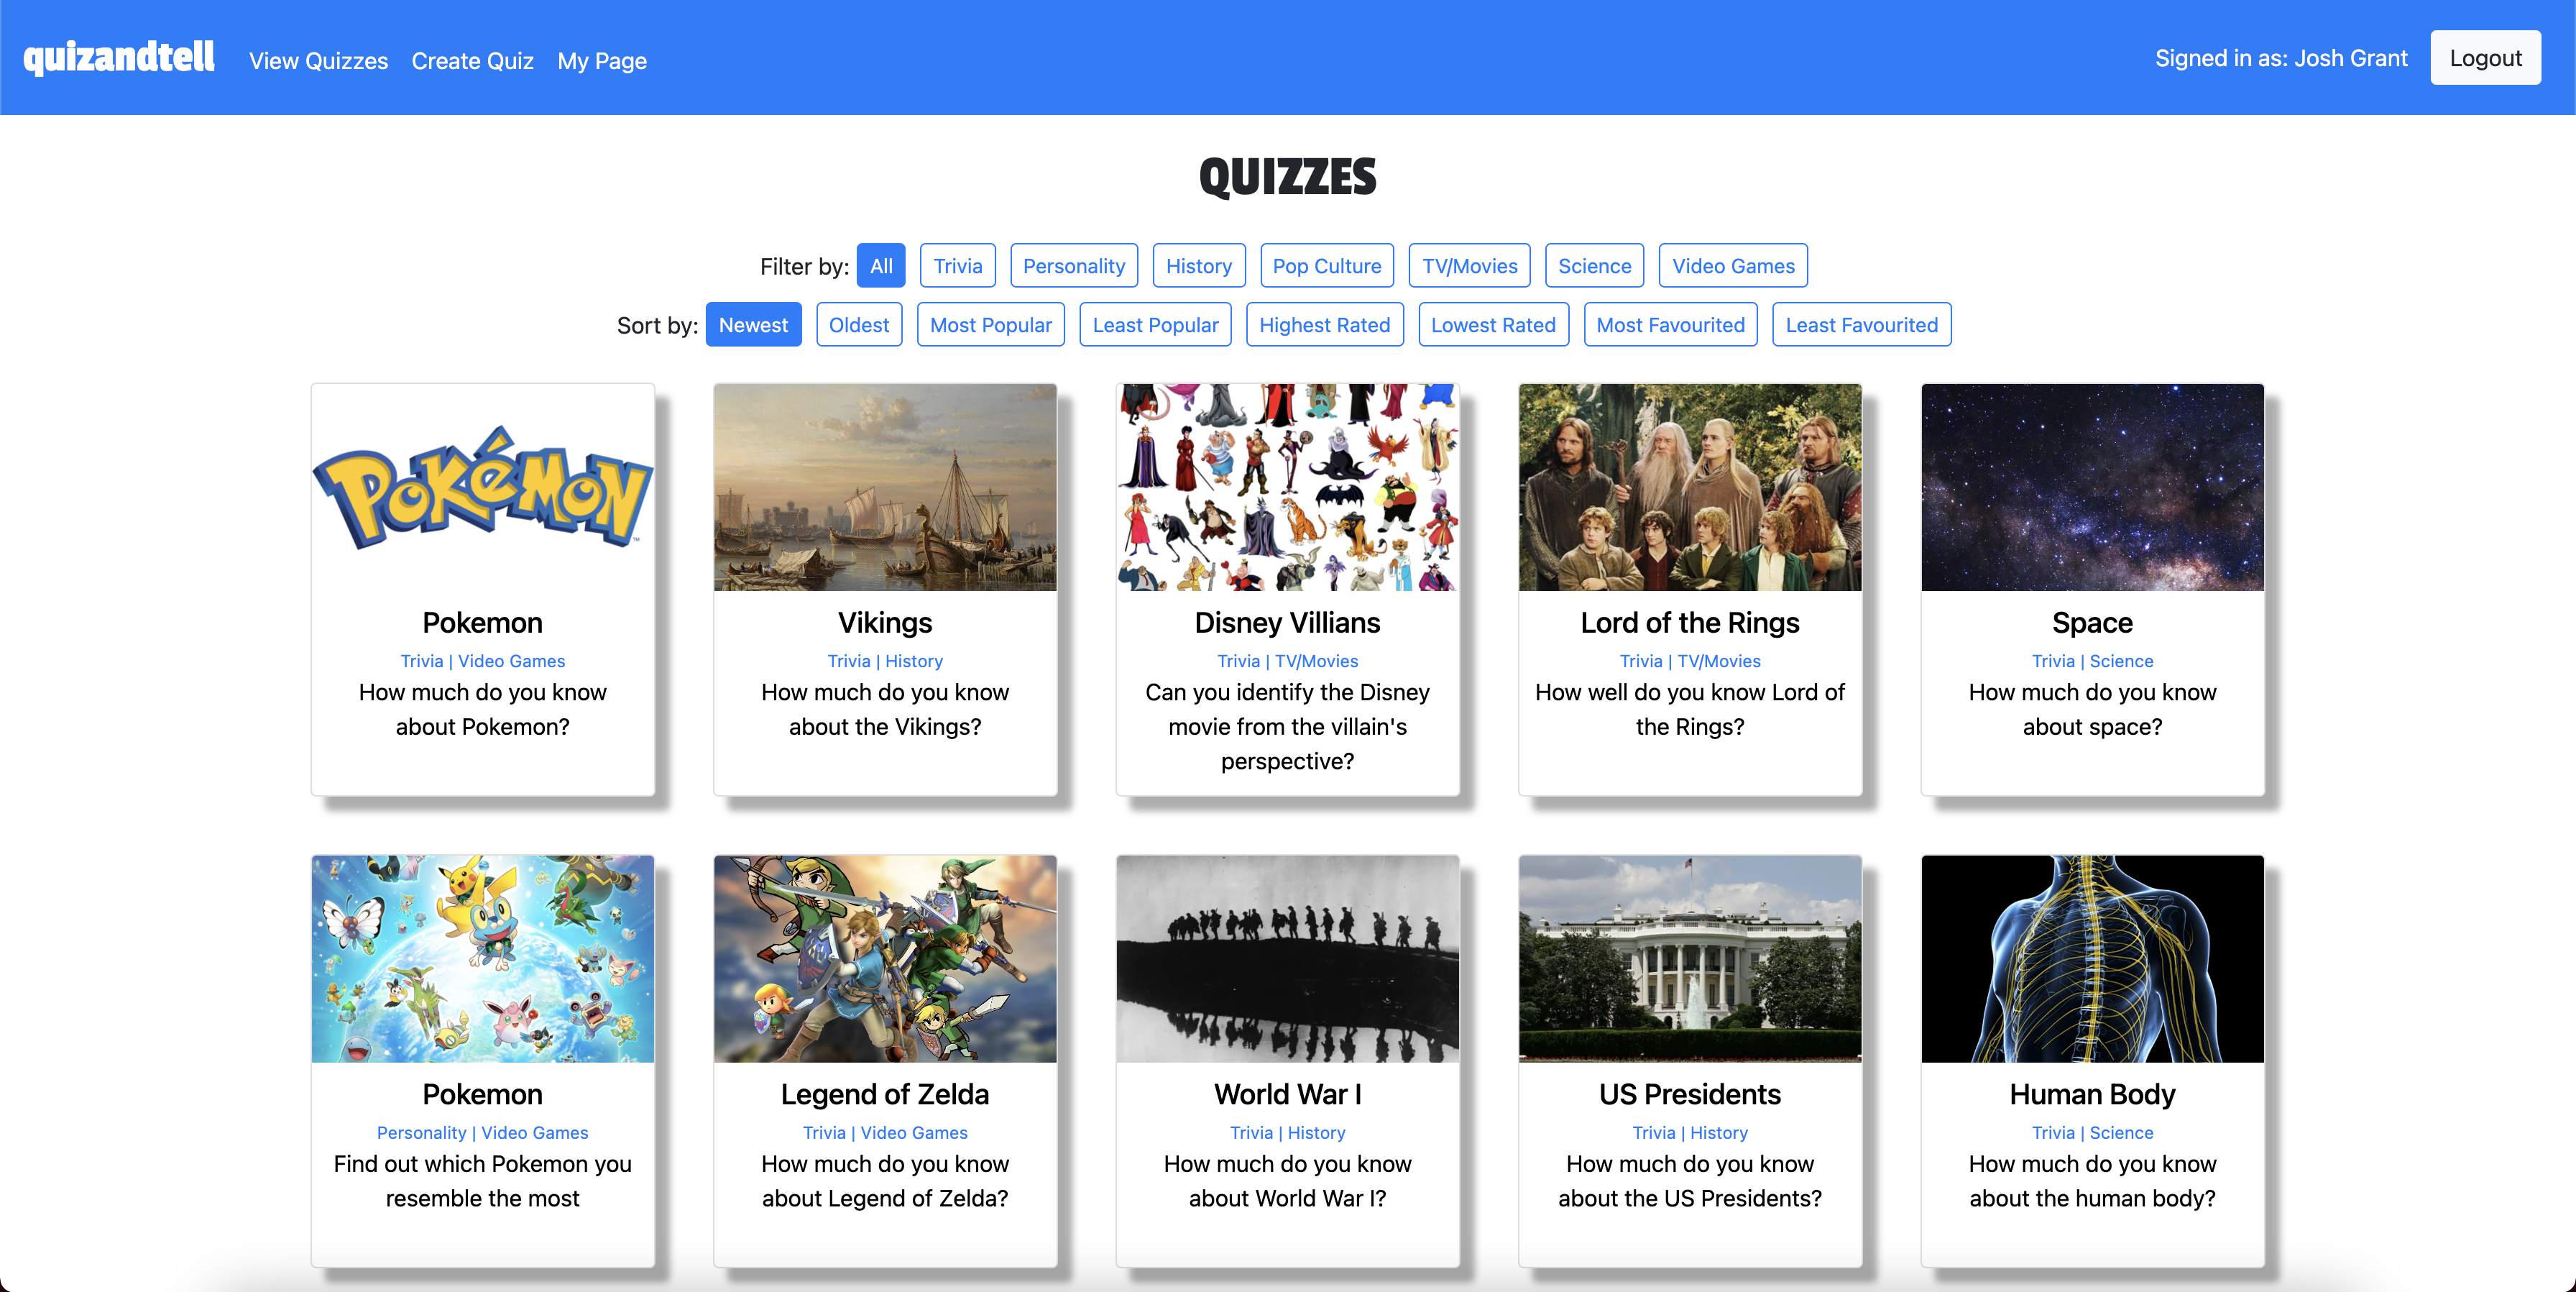 quizandtell View Quizzes Create Quiz My Page Signed in as: Josh Grant Logout
QUIZZES
Filter by: All Trivia Personality History Pop Culture TV/Movies Science Video Games
Sort by: Newest Oldest Most Popular Least Popular Highest Rated Lowest Rated Most Favourited Least Favourited
POKéMON TM
Pokemon
Trivia | Video Games
How much do you know
about Pokemon?
Vikings
Trivia | History
How much do you know
about the Vikings?
Disney Villians
Trivia | TV/Movies
Can you identify the Disney
movie from the villain's
perspective?
Lord of the Rings
Trivia | TV/Movies
How well do you know Lord of
the Rings?
Space
Trivia | Science
How much do you know
about space?
Pokemon
Personality | Video Games
Find out which Pokemon you
resemble the most
Legend of Zelda
Trivia | Video Games
How much do you know
about Legend of Zelda?
World War I
Trivia | History
How much do you know
about World War I?
US Presidents
Trivia | History
How much do you know
about the US Presidents?
Human Body
Trivia | Science
How much do you know
about the human body?